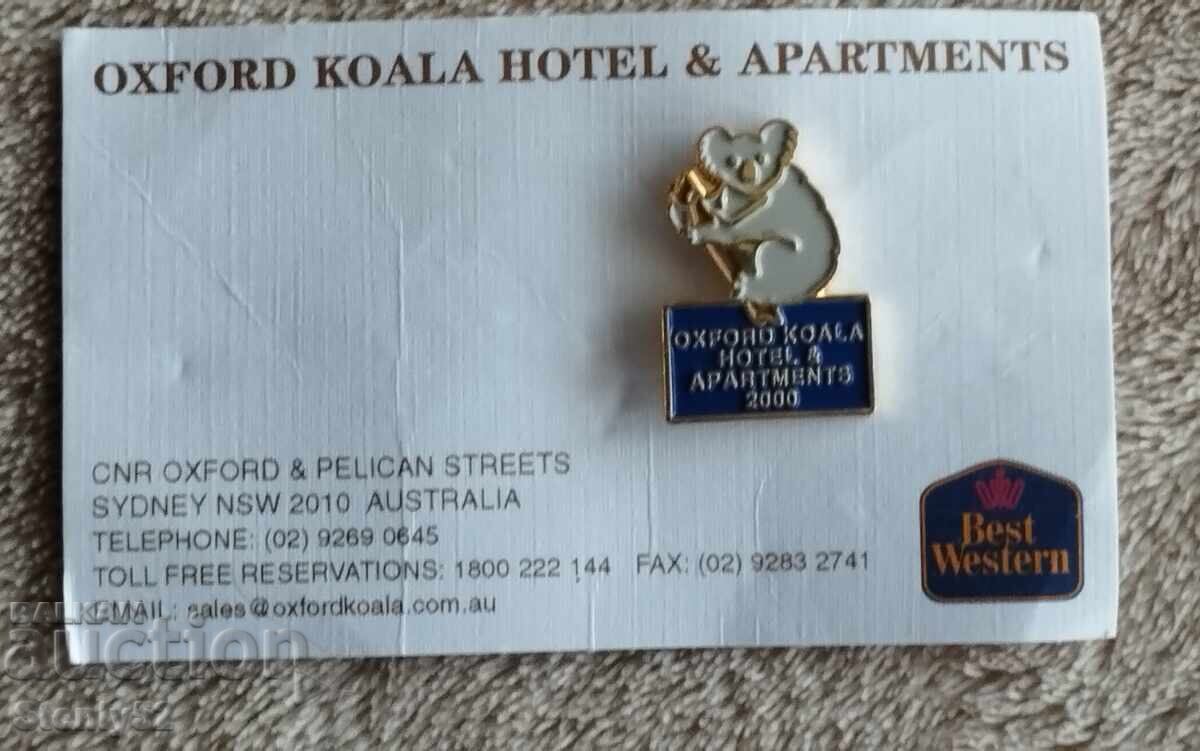 OXFORD KOALA HOTEL & APARTMENTS
OXFORD KOALA
HOTEL &
APARTMENTS
2000
CNR OXFORD & PELICAN STREETS
SYDNEY NSW 2010 AUSTRALIA
TELEPHONE: (02) 9269 0645
TOLL FREE RESERVATIONS: 1800 222 144 FAX: (02) 9283 2741
EMAIL: sales@oxfordkoala.com.au
Best
Western
BALKANS
auction
Stenly52